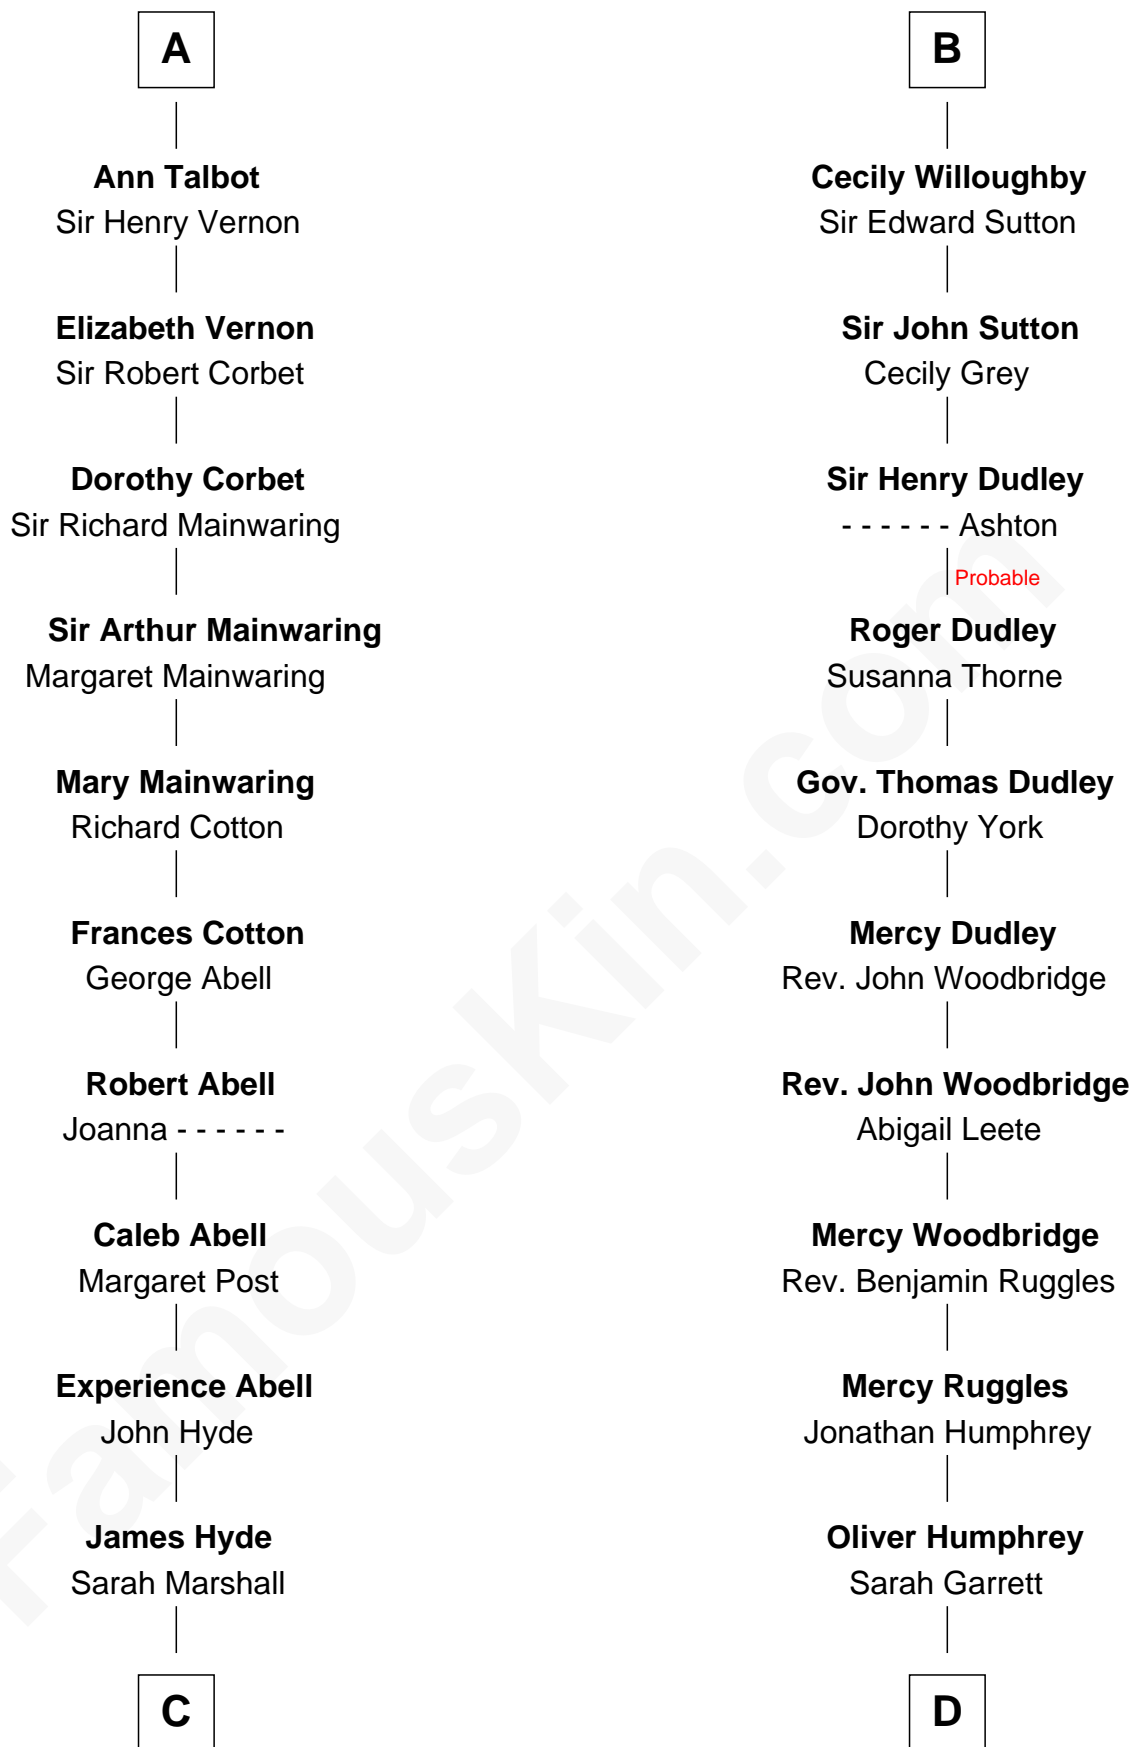 A
Ann Talbot
Sir Henry Vernon
Elizabeth Vernon
Sir Robert Corbet
Dorothy Corbet
Sir Richard Mainwaring
Sir Arthur Mainwaring
Margaret Mainwaring
Mary Mainwaring
Richard Cotton
Frances Cotton
George Abell
Robert Abell
Joanna - - - - - -
Caleb Abell
Margaret Post
Experience Abell
John Hyde
James Hyde
Sarah Marshall
C
B
Cecily Willoughby
Sir Edward Sutton
Sir John Sutton
Cecily Grey
Sir Henry Dudley
- - - - - - Ashton
Probable
Roger Dudley
Susanna Thorne
Gov. Thomas Dudley
Dorothy York
Mercy Dudley
Rev. John Woodbridge
Rev. John Woodbridge
Abigail Leete
Mercy Woodbridge
Rev. Benjamin Ruggles
Mercy Ruggles
Jonathan Humphrey
Oliver Humphrey
Sarah Garrett
D
FamousKin.com